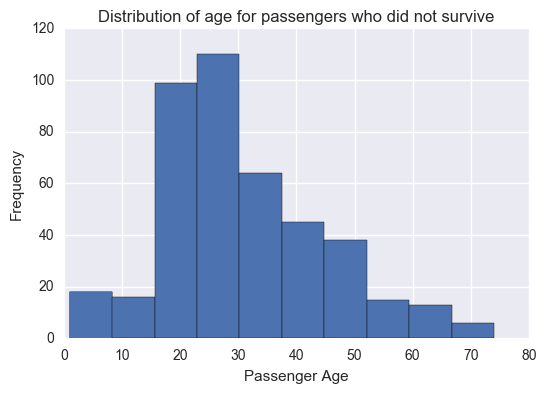 Distribution of age for passengers who did not survive
120
100
80
60
40
20
0
Frequency
0 10 20 30 40 50 60 70 80
Passenger Age